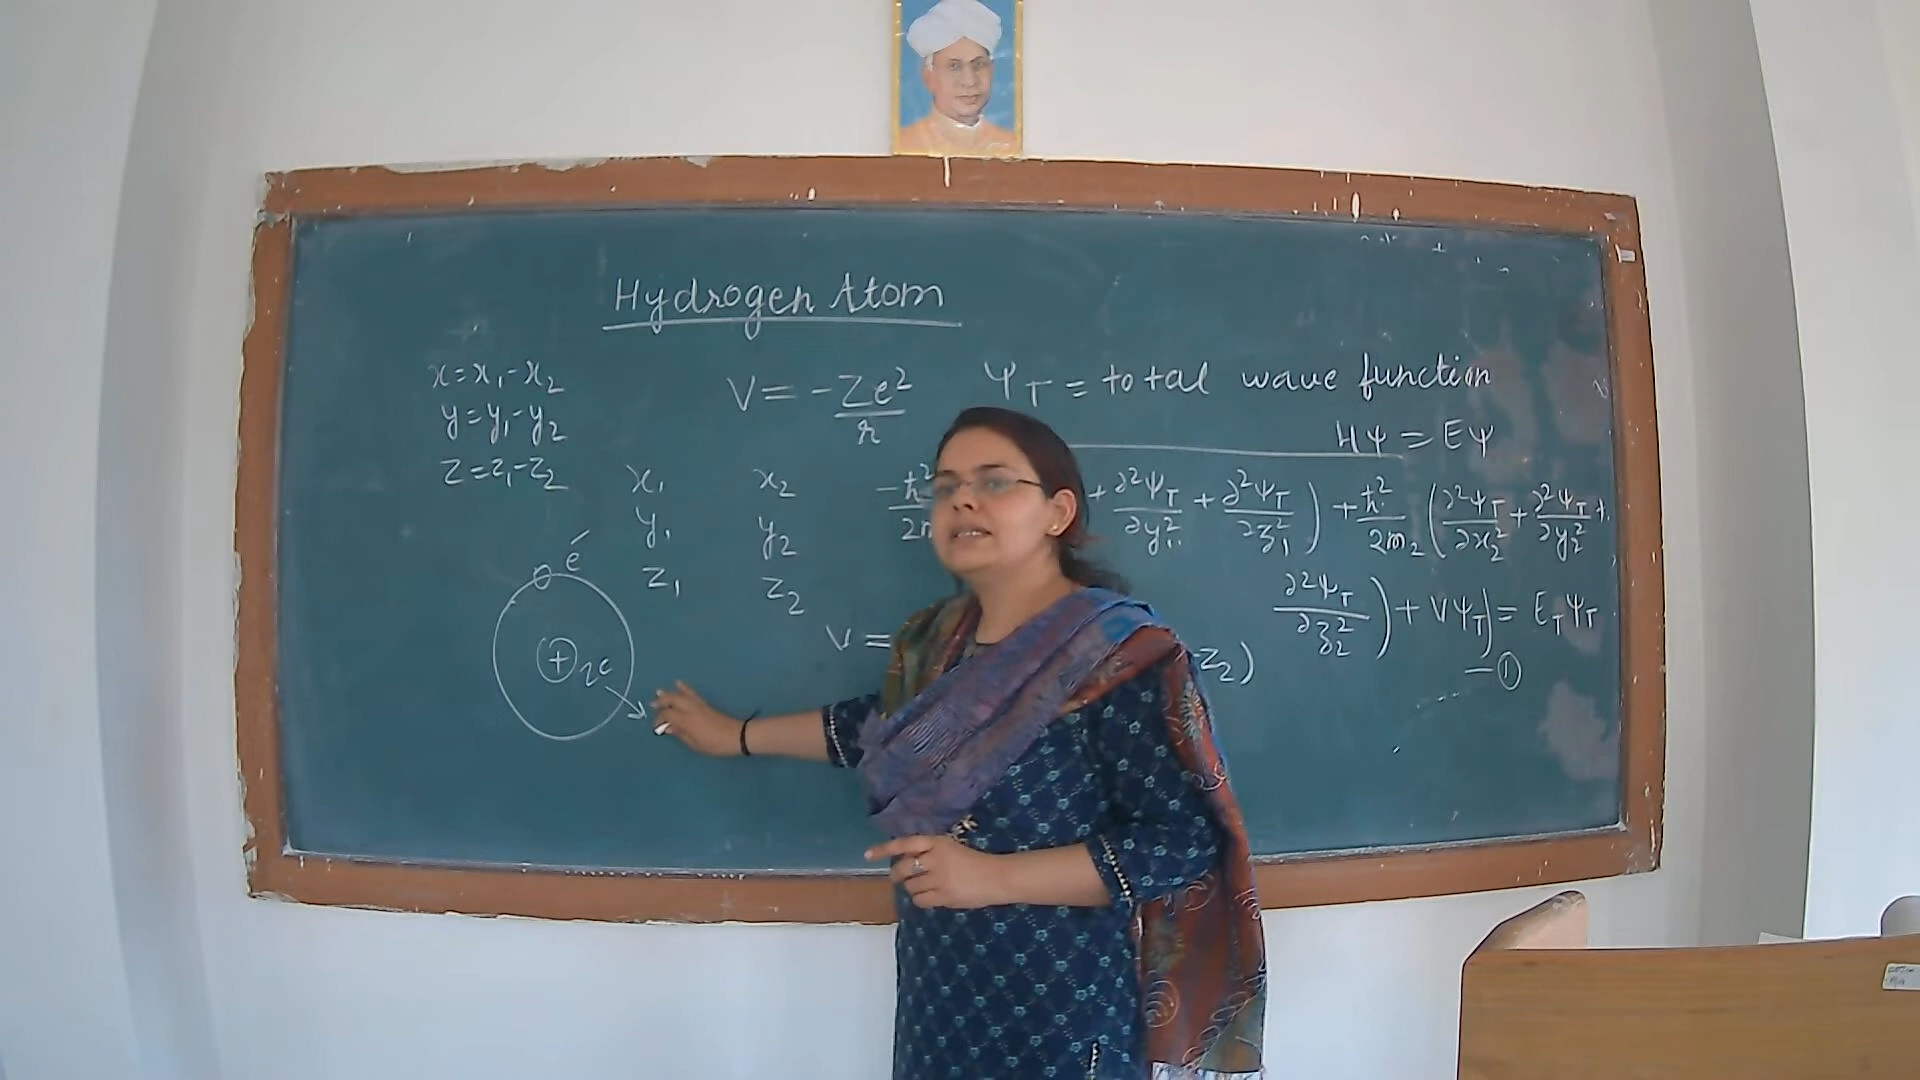 Hydrogen Atom
x = x₁ - x₂
y = y₁ - y₂
z = z₁ - z₂
V = -Ze²/r
Ψ_T = total wave function
HΨ = EΨ
x₁ x₂
y₁ y₂
z₁ z₂
-ħ²/2m
+ ∂²Ψ_T/∂y₁² + ∂²Ψ_T/∂z₁² ) + ħ²/2m₂ ( ∂²Ψ_T/∂x₂² + ∂²Ψ_T/∂y₂² +
∂²Ψ_T/∂z₂² ) + VΨ_T ) = E_T Ψ_T
— ①
V =
z₂)
e⁻
+